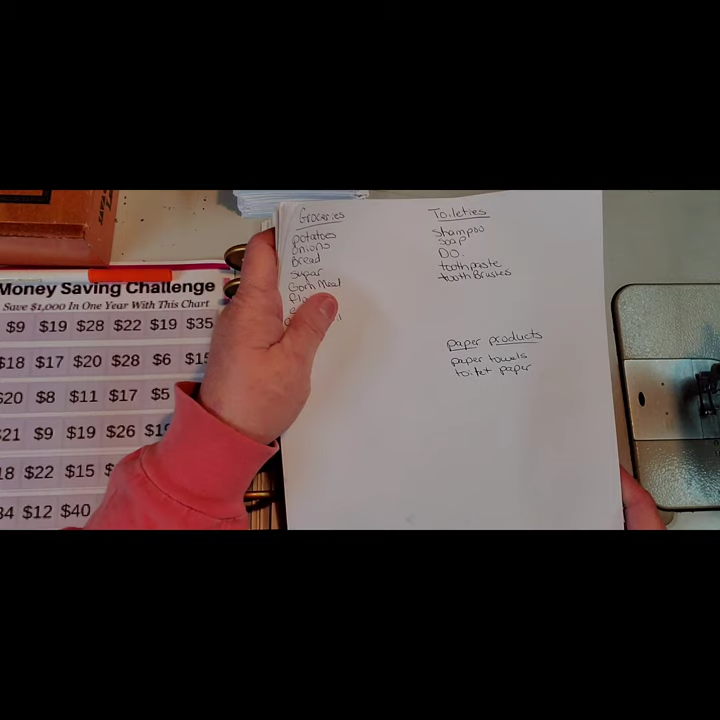 Money Saving Challenge
Save $1,000 In One Year With This Chart
$9 $19 $28 $22 $19 $35
$18 $17 $20 $28 $6
$20 $8 $11 $17 $5
$21 $9 $19 $26
$22 $15
$12 $40
Groceries
potatoes
onions
Bread
sugar
Corn Meal
Toileties
Shampoo
Soap
DO.
toothpaste
toothBrushes
paper products
paper towels
toilet paper